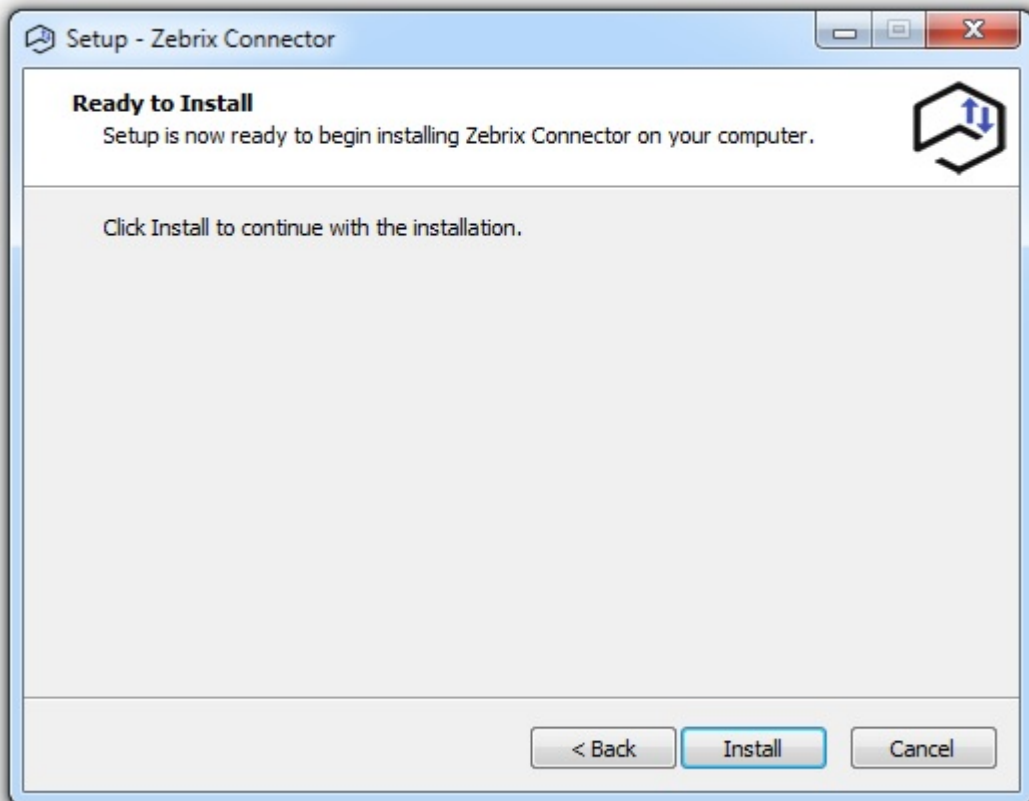 Setup - Zebrix Connector
Ready to Install
Setup is now ready to begin installing Zebrix Connector on your computer.
Click Install to continue with the installation.
< Back
Install
Cancel